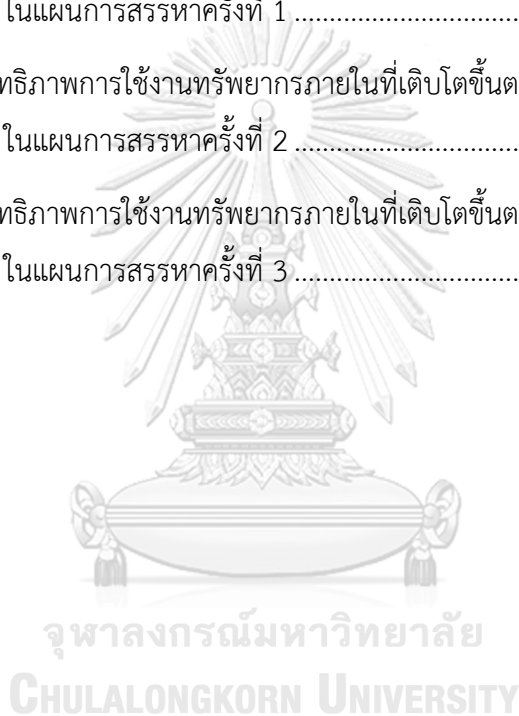 ในแผนการสรรหาครั้งที่ 1 ................................
ทธิภาพการใช้งานทรัพยากรภายในที่เติบโตขึ้นต
ในแผนการสรรหาครั้งที่ 2 ................................
ทธิภาพการใช้งานทรัพยากรภายในที่เติบโตขึ้นต
ในแผนการสรรหาครั้งที่ 3 ................................
จุฬาลงกรณ์มหาวิทยาลัย
CHULALONGKORN UNIVERSITY